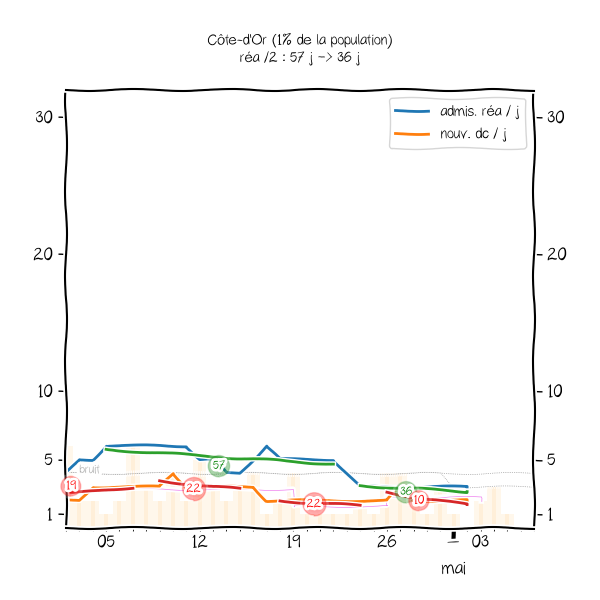 Côte-d'Or (1% de la population)
réa /2 : 57 j -> 36 j
admis. réa / j
nouv. dc / j
30 30
20 20
10 10
5 5
1 1
bruit
19
22
57
22
36
10
05 12 19 26 03
mai